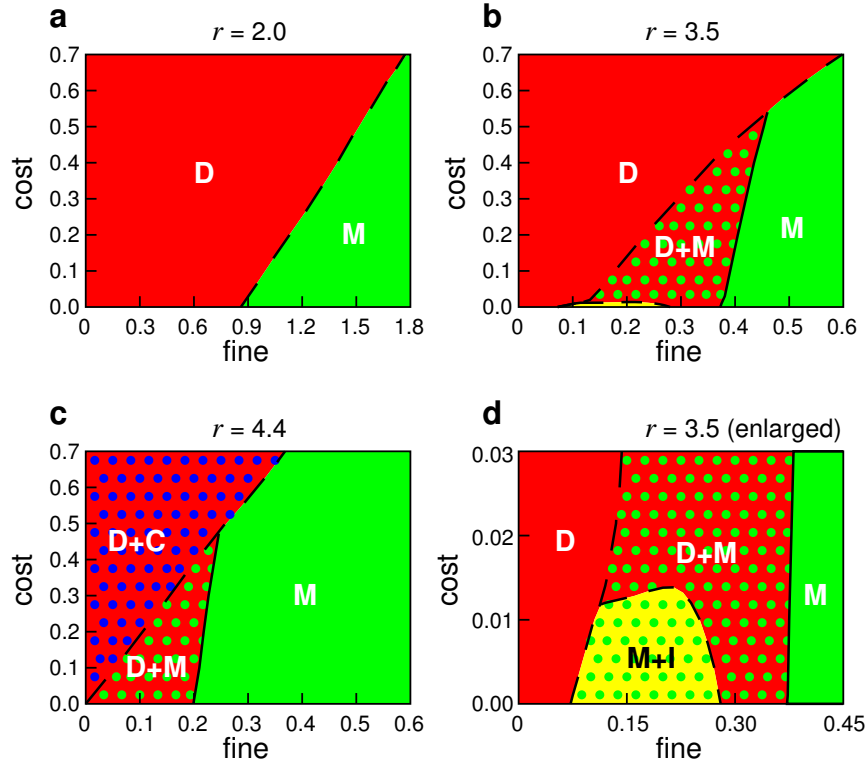 a
r = 2.0
cost
0.7
0.6
0.5
0.4
0.3
0.2
0.1
0.0
D
M
0 0.3 0.6 0.9 1.2 1.5 1.8
fine
b
r = 3.5
cost
0.7
0.6
0.5
0.4
0.3
0.2
0.1
0.0
D
D+M
M
0 0.1 0.2 0.3 0.4 0.5 0.6
fine
c
r = 4.4
cost
0.7
0.6
0.5
0.4
0.3
0.2
0.1
0.0
D+C
D+M
M
0 0.1 0.2 0.3 0.4 0.5 0.6
fine
d
r = 3.5 (enlarged)
cost
0.03
0.02
0.01
0.00
D
D+M
M
M+I
0 0.15 0.30 0.45
fine